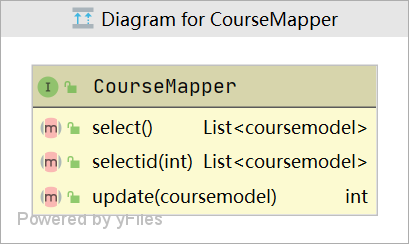 Diagram for CourseMapper
I CourseMapper
m select() List<coursemodel>
m selectid(int) List<coursemodel>
m update(coursemodel) int
Powered by yFiles